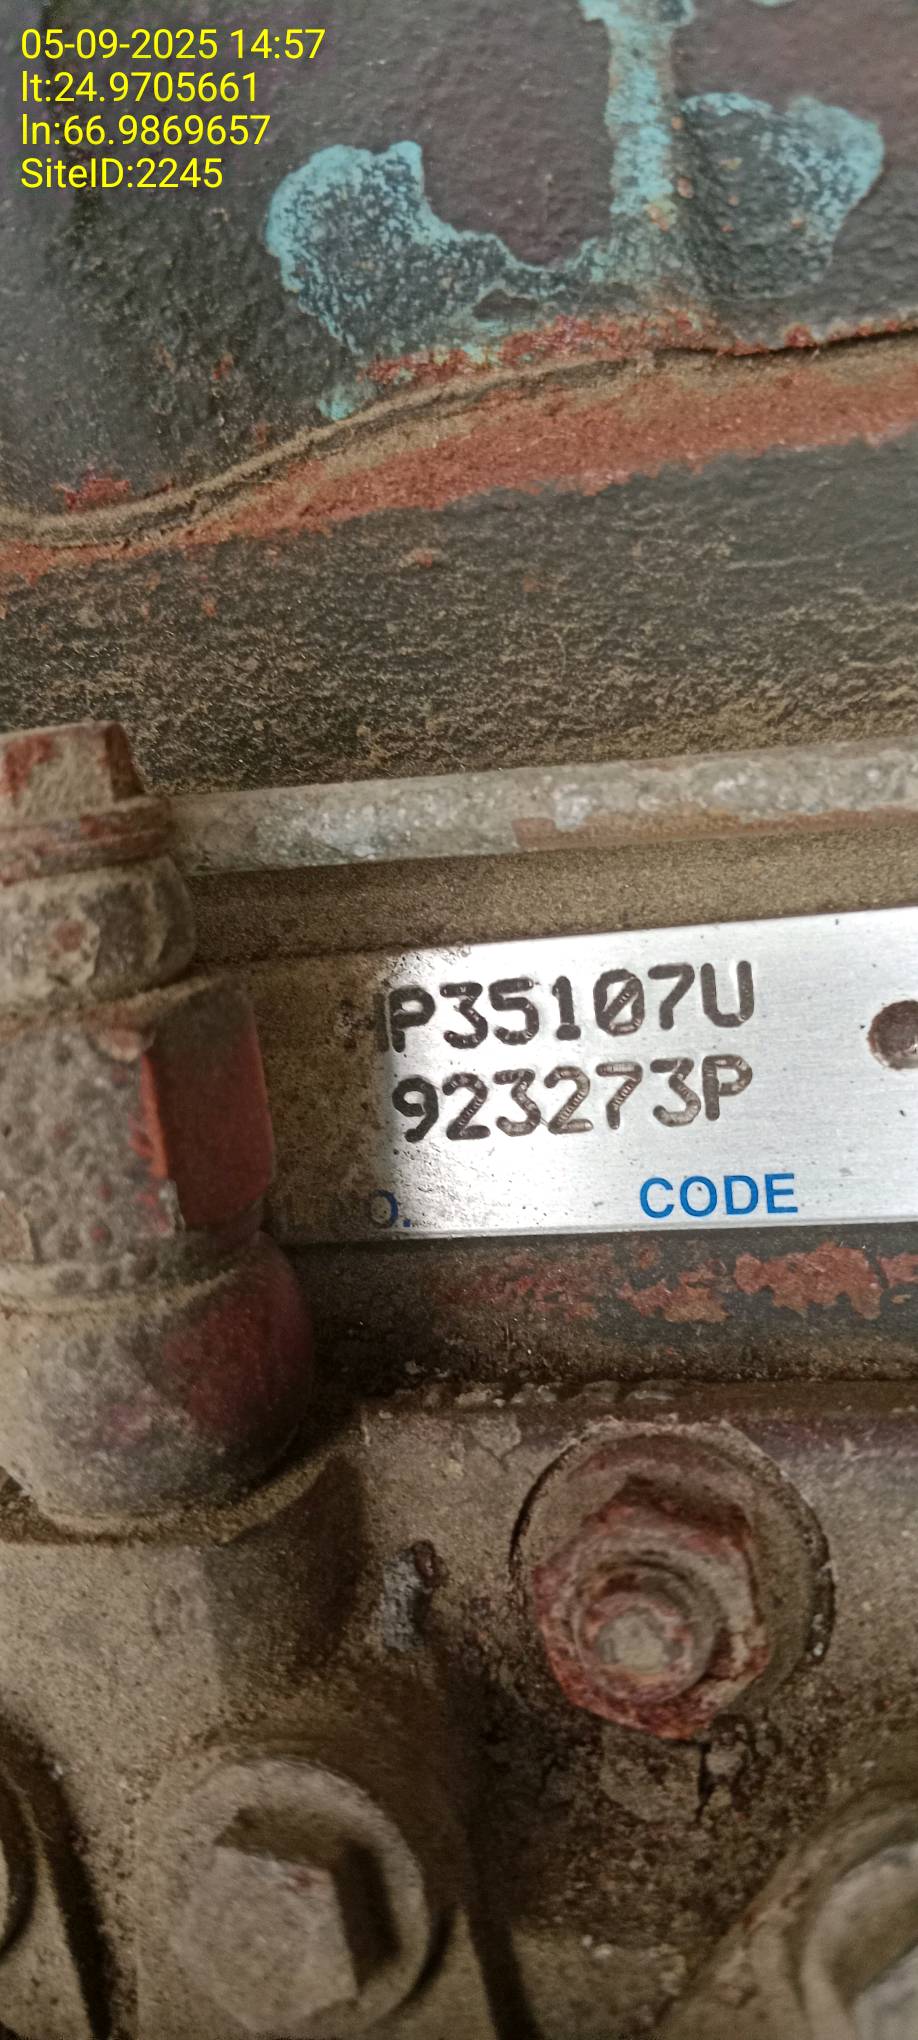 05-09-2025 14:57
lt:24.9705661
ln:66.9869657
SiteID:2245
P35107U
923273P
O. CODE